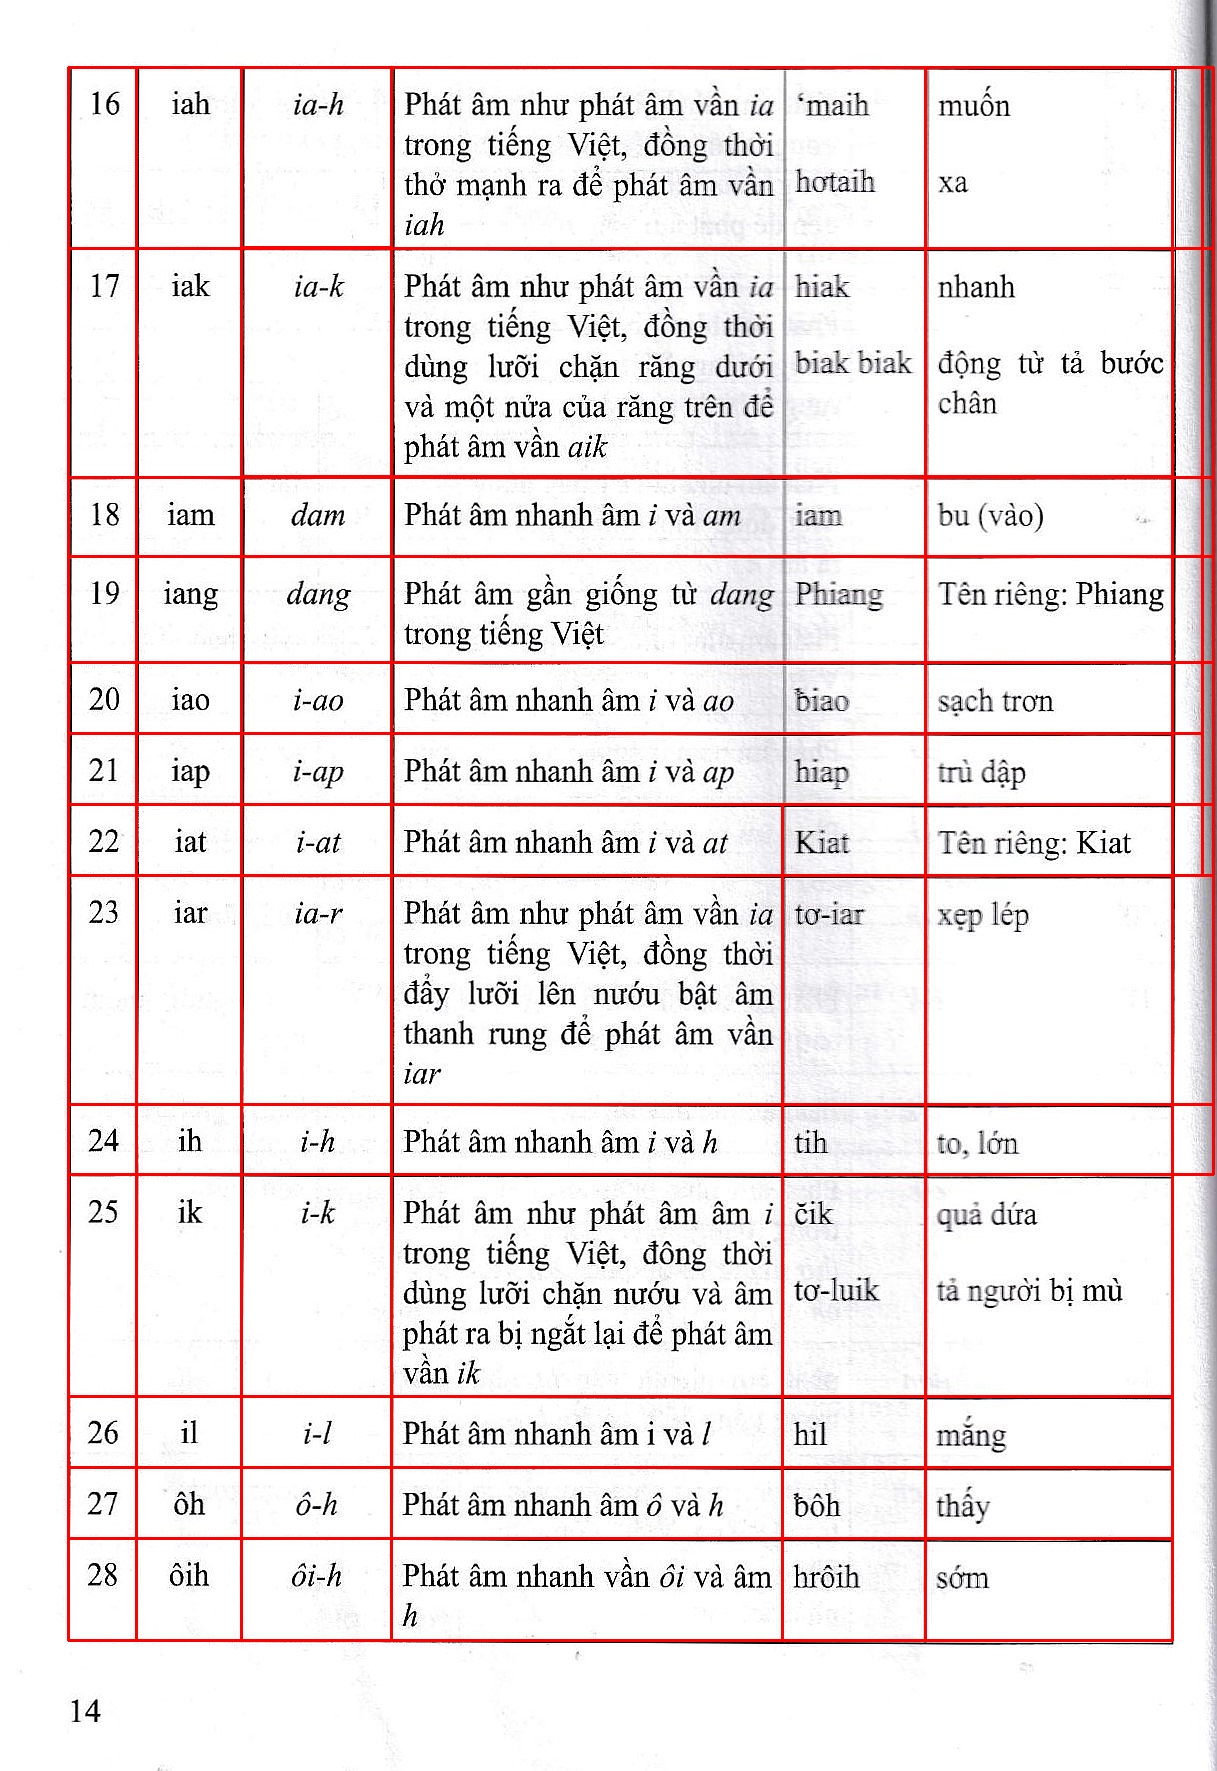 16 iah ia-h Phát âm như phát âm vần ia ‘maih muốn
trong tiếng Việt, đồng thời
thở mạnh ra để phát âm vần hơtaih xa
iah
17 iak ia-k Phát âm như phát âm vần ia hiak nhanh
trong tiếng Việt, đồng thời
dùng lưỡi chặn răng dưới biak biak động từ tả bước
và một nửa của răng trên để chân
phát âm vần aik
18 iam dam Phát âm nhanh âm i và am iam bu (vào)
19 iang dang Phát âm gần giống từ dang Phiang Tên riêng: Phiang
trong tiếng Việt
20 iao i-ao Phát âm nhanh âm i và ao ƀiao sạch trơn
21 iap i-ap Phát âm nhanh âm i và ap hiap trù dập
22 iat i-at Phát âm nhanh âm i và at Kiat Tên riêng: Kiat
23 iar ia-r Phát âm như phát âm vần ia tơ-iar xẹp lép
trong tiếng Việt, đồng thời
đẩy lưỡi lên nướu bật âm
thanh rung để phát âm vần
iar
24 ih i-h Phát âm nhanh âm i và h tih to, lớn
25 ik i-k Phát âm như phát âm âm i čik quả dứa
trong tiếng Việt, đông thời
dùng lưỡi chặn nướu và âm tơ-luik tả người bị mù
phát ra bị ngắt lại để phát âm
vần ik
26 il i-l Phát âm nhanh âm i và l hil mắng
27 ôh ô-h Phát âm nhanh âm ô và h ƀôh thấy
28 ôih ôi-h Phát âm nhanh vần ôi và âm hrôih sớm
h
14